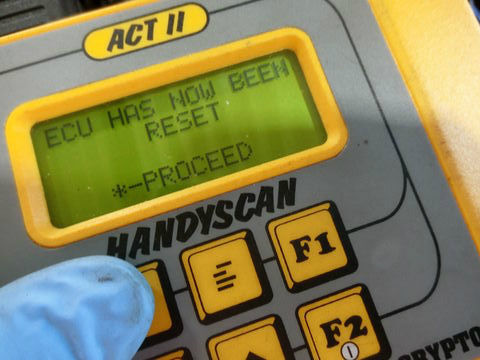 ACT II
ECU HAS NOW BEEN
RESET
*-PROCEED
HANDYSCAN
F1
F2